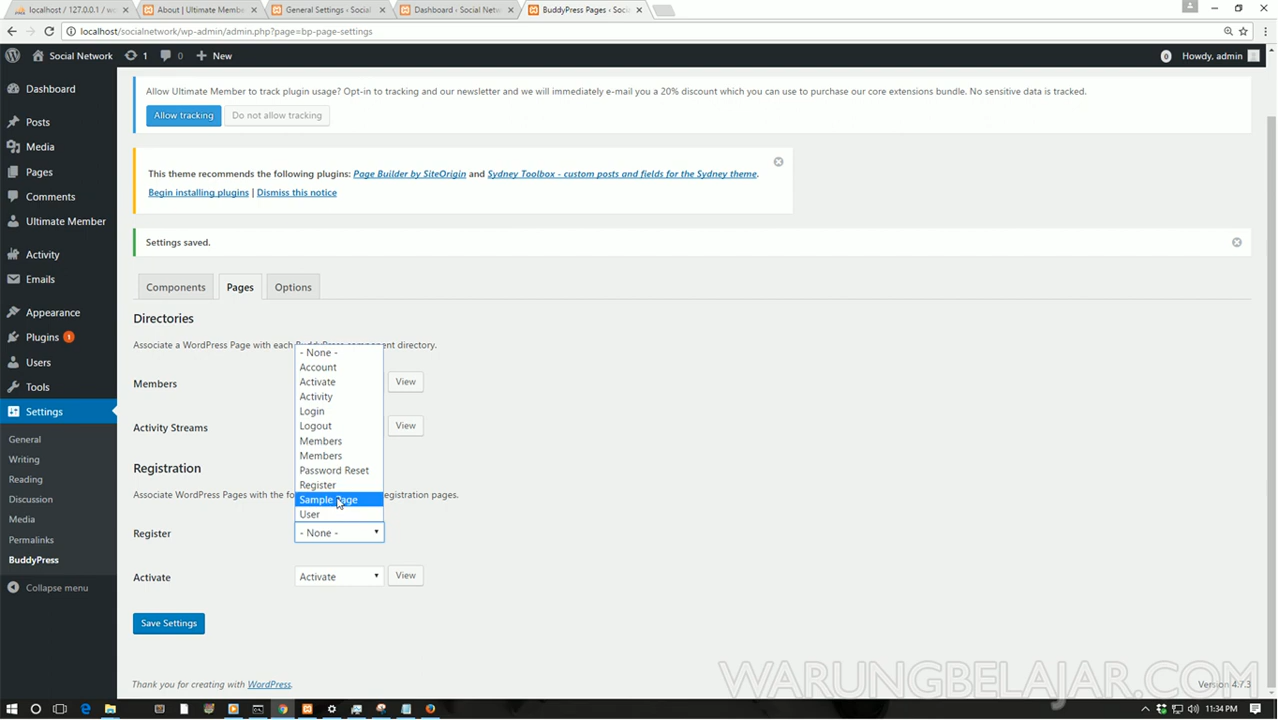 localhost / 127.0.0.1 / wo
About | Ultimate Membe
General Settings ‹ Social
Dashboard ‹ Social Netw
BuddyPress Pages ‹ Soci
localhost/socialnetwork/wp-admin/admin.php?page=bp-page-settings
Social Network 1 0 New
0 Howdy, admin
Dashboard
Posts
Media
Pages
Comments
Ultimate Member
Activity
Emails
Appearance
Plugins 1
Users
Tools
Settings
General
Writing
Reading
Discussion
Media
Permalinks
BuddyPress
Collapse menu
Allow Ultimate Member to track plugin usage? Opt-in to tracking and our newsletter and we will immediately e-mail you a 20% discount which you can use to purchase our core extensions bundle. No sensitive data is tracked.
Allow tracking
Do not allow tracking
This theme recommends the following plugins: Page Builder by SiteOrigin and Sydney Toolbox - custom posts and fields for the Sydney theme.
Begin installing plugins | Dismiss this notice
Settings saved.
Components
Pages
Options
Directories
Associate a WordPress Page with each BuddyPress component directory.
- None -
Account
Activate
Activity
Login
Logout
Members
Members
Password Reset
Register
Sample Page
User
Members
View
Activity Streams
View
Registration
Associate WordPress Pages with the fo egistration pages.
Register
- None -
Activate
Activate
View
Save Settings
Thank you for creating with WordPress.
Version 4.7.3
WARUNGBELAJAR.COM
11:34 PM